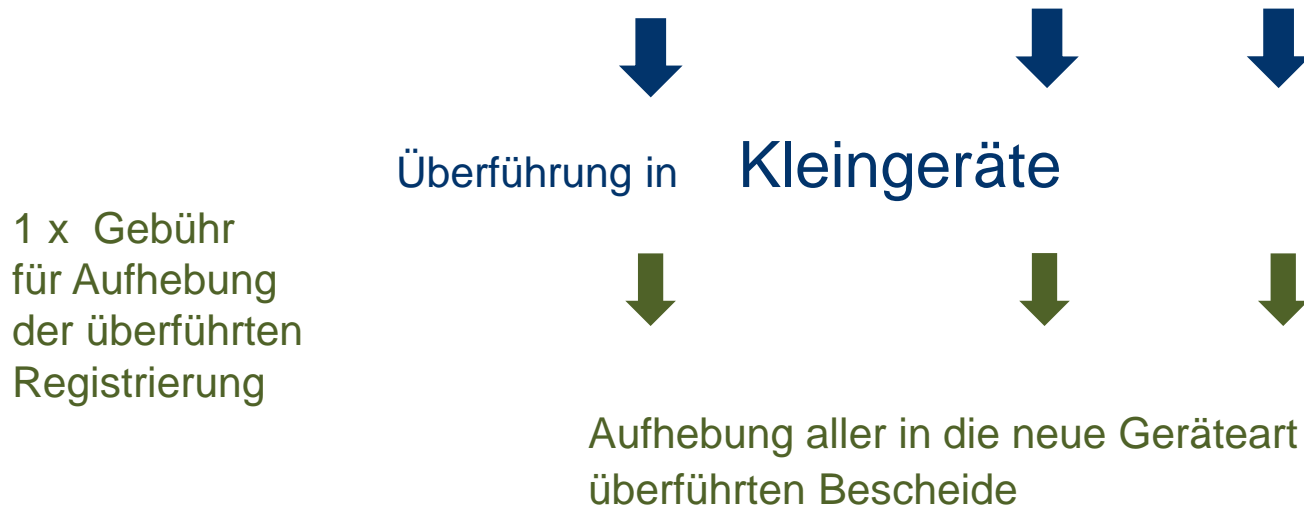 Überführung in Kleingeräte
1 x Gebühr
für Aufhebung
der überführten
Registrierung
Aufhebung aller in die neue Geräteart
überführten Bescheide